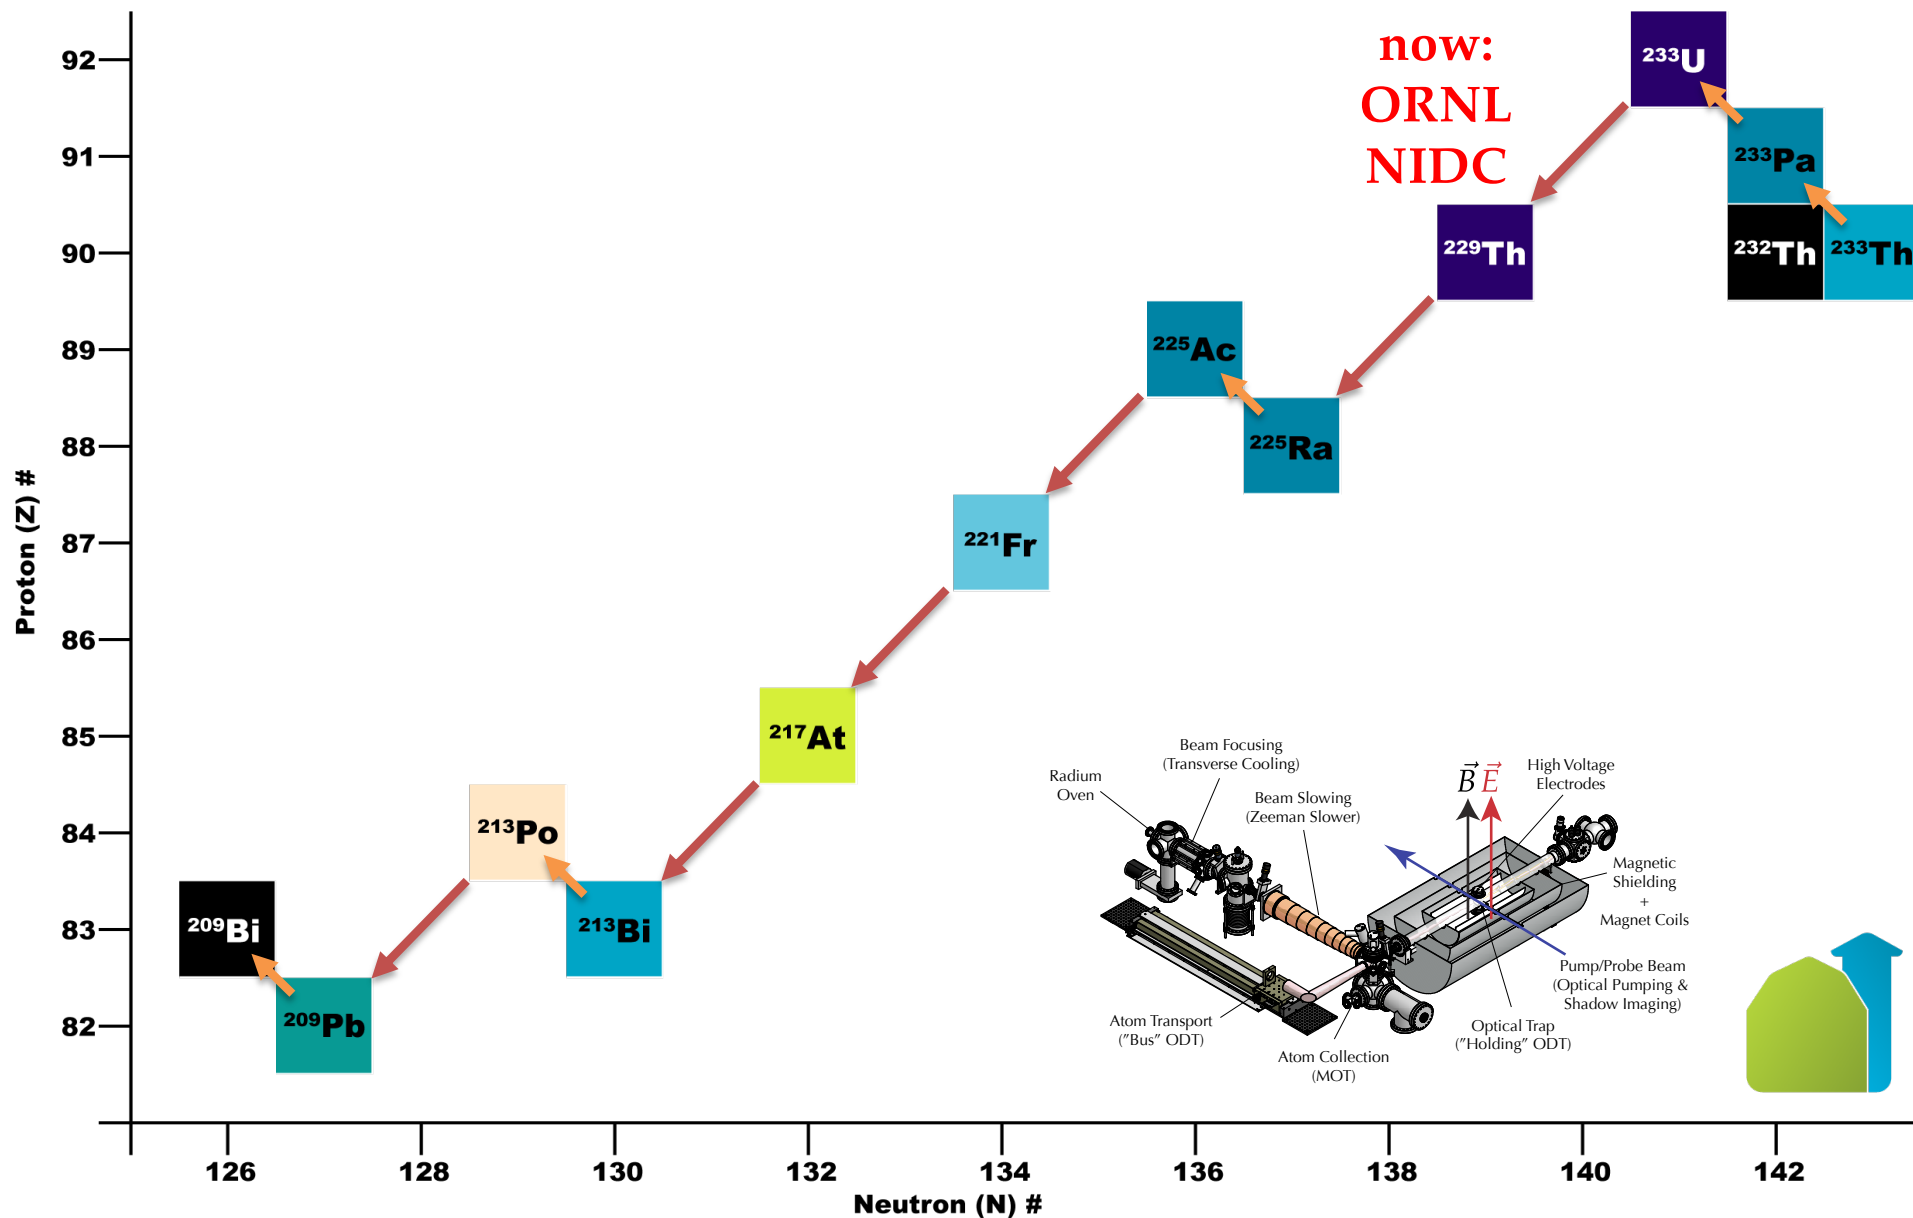 now:
ORNL
NIDC
Proton (Z) #
92
91
90
89
88
87
86
85
84
83
82
²³³U
²³³Pa
²³²Th
²³³Th
²²⁹Th
²²⁵Ac
²²⁵Ra
²²¹Fr
²¹⁷At
²¹³Po
²¹³Bi
²⁰⁹Bi
²⁰⁹Pb
Radium
Oven
Beam Focusing
(Transverse Cooling)
Beam Slowing
(Zeeman Slower)
B⃗ E⃗
High Voltage
Electrodes
Magnetic
Shielding
+
Magnet Coils
Pump/Probe Beam
(Optical Pumping &
Shadow Imaging)
Optical Trap
("Holding" ODT)
Atom Collection
(MOT)
Atom Transport
("Bus" ODT)
126 128 130 132 134 136 138 140 142
Neutron (N) #